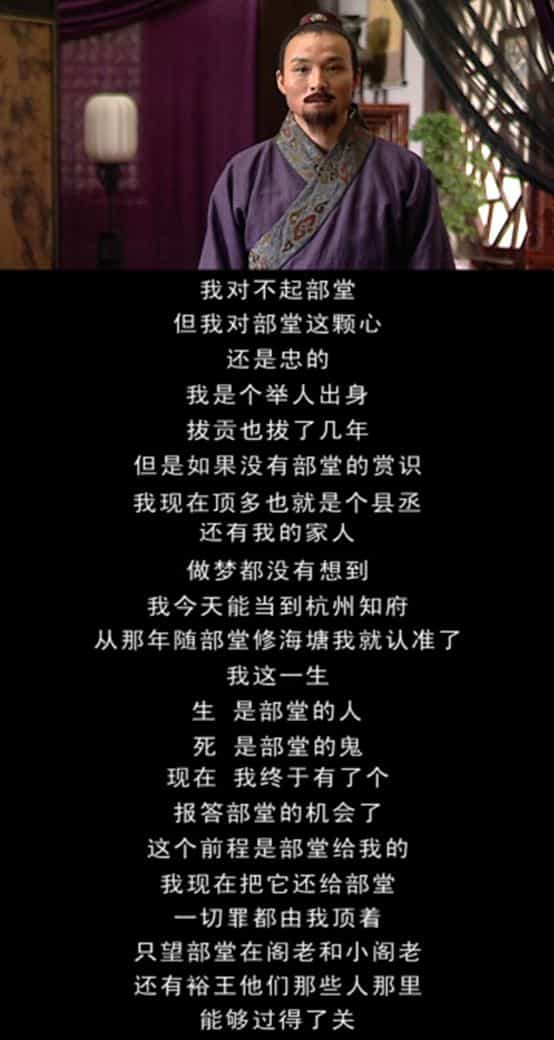 我对不起部堂
但我对部堂这颗心
还是忠的
我是个举人出身
拔贡也拔了几年
但是如果没有部堂的赏识
我现在顶多也就是个县丞
还有我的家人
做梦都没有想到
我今天能当到杭州知府
从那年随部堂修海塘我就认准了
我这一生
生 是部堂的人
死 是部堂的鬼
现在 我终于有了个
报答部堂的机会了
这个前程是部堂给我的
我现在把它还给部堂
一切罪都由我顶着
只望部堂在阁老和小阁老
还有裕王他们那些人那里
能够过得了关